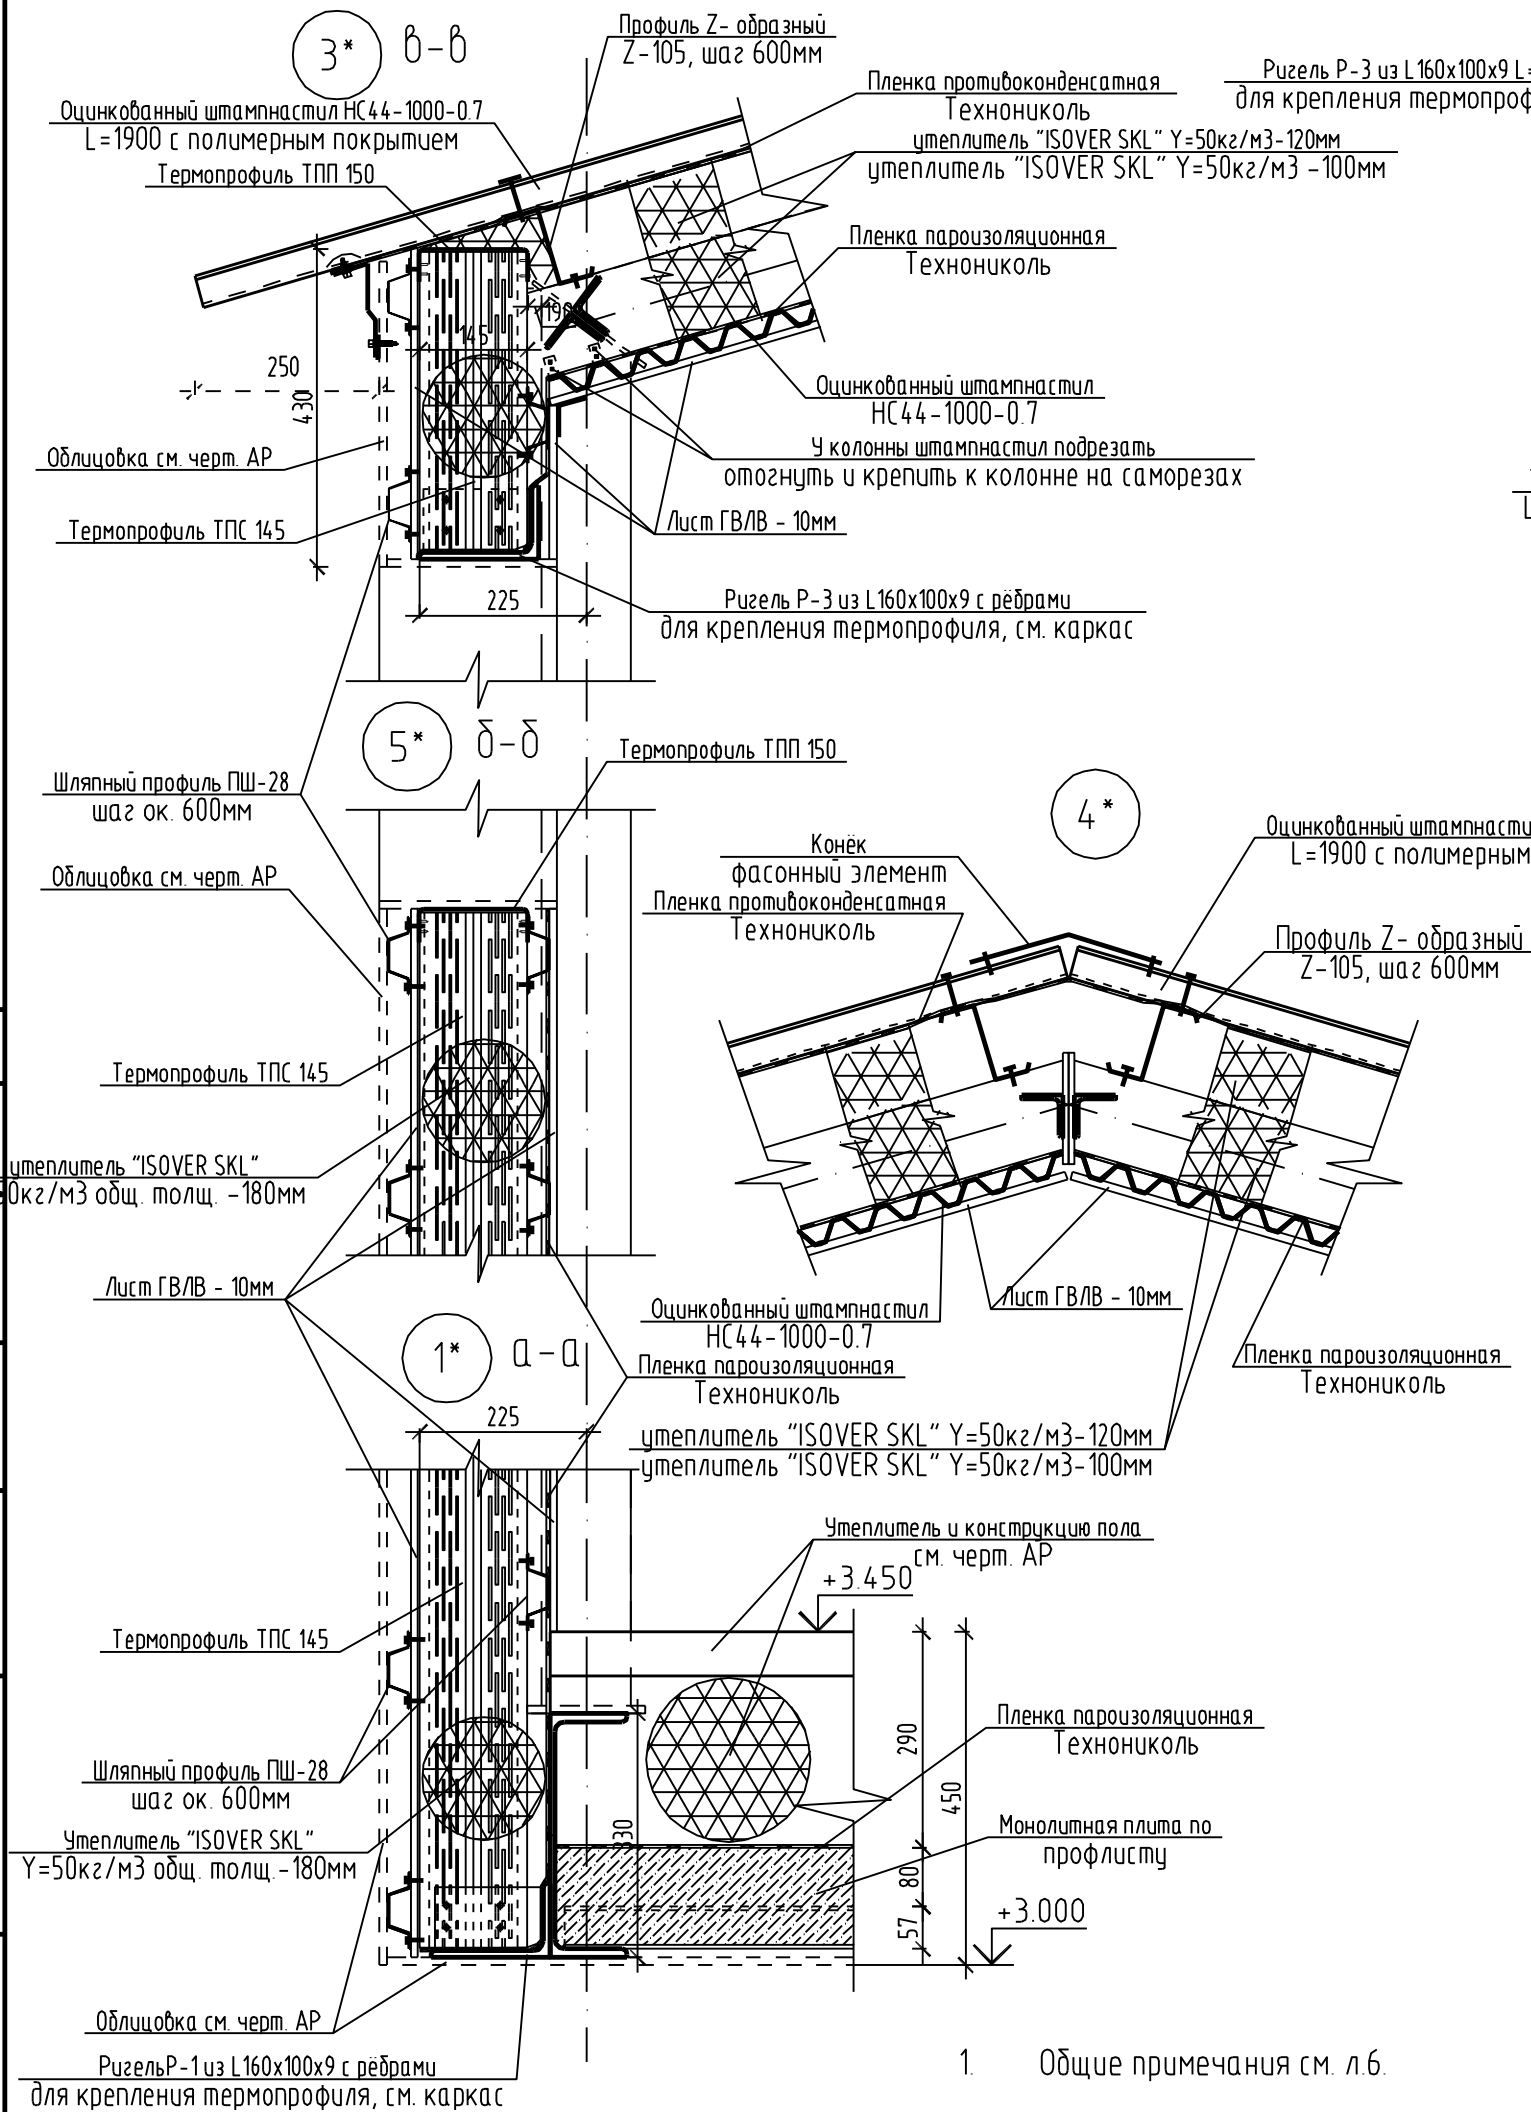 3*
в-в
Профиль Z- образный
Z-105, шаг 600мм
Оцинкованный штампнастил НС44-1000-0.7
L=1900 с полимерным покрытием
Термопрофиль ТПП 150
Пленка противоконденсатная
Технониколь
утеплитель "ISOVER SKL" Y=50кг/м3-120мм
утеплитель "ISOVER SKL" Y=50кг/м3 -100мм
Ригель Р-3 из L160х100х9 L=
для крепления термопроф
Пленка пароизоляционная
Технониколь
190
145
250
430
Оцинкованный штампнастил
НС44-1000-0.7
У колонны штампнастил подрезать
отогнуть и крепить к колонне на саморезах
Облицовка см. черт. АР
Термопрофиль ТПС 145
Лист ГВЛВ - 10мм
L
225
Ригель Р-3 из L160х100х9 с рёбрами
для крепления термопрофиля, см. каркас
5*
б-б
Термопрофиль ТПП 150
Шляпный профиль ПШ-28
шаг ок. 600мм
Облицовка см. черт. АР
Термопрофиль ТПС 145
утеплитель "ISOVER SKL"
0кг/м3 общ. толщ. -180мм
Лист ГВЛВ - 10мм
4*
Конёк
фасонный элемент
Пленка противоконденсатная
Технониколь
Оцинкованный штампнасти
L=1900 с полимерным
Профиль Z- образный
Z-105, шаг 600мм
Лист ГВЛВ - 10мм
Оцинкованный штампнастил
НС44-1000-0.7
Пленка пароизоляционная
Технониколь
Пленка пароизоляционная
Технониколь
утеплитель "ISOVER SKL" Y=50кг/м3-120мм
утеплитель "ISOVER SKL" Y=50кг/м3-100мм
1*
а-а
225
Утеплитель и конструкцию пола
см. черт. АР
+3.450
Термопрофиль ТПС 145
Шляпный профиль ПШ-28
шаг ок. 600мм
Утеплитель "ISOVER SKL"
Y=50кг/м3 общ. толщ.-180мм
330
290
450
80
57
Пленка пароизоляционная
Технониколь
Монолитная плита по
профлисту
+3.000
Облицовка см. черт. АР
РигельР-1 из L160х100х9 с рёбрами
для крепления термопрофиля, см. каркас
1. Общие примечания см. л.6.